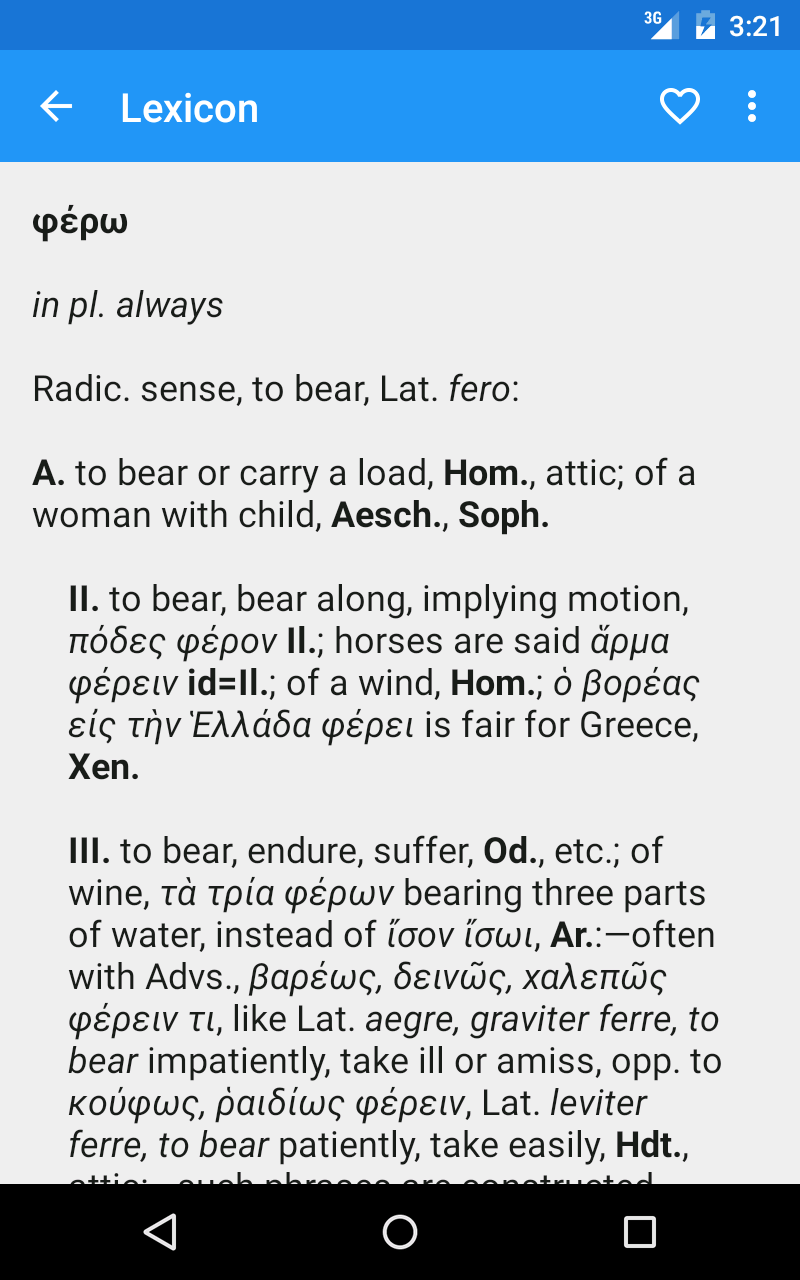 3G 3:21
Lexicon
φέρω
in pl. always
Radic. sense, to bear, Lat. fero:
A. to bear or carry a load, Hom., attic; of a
woman with child, Aesch., Soph.
II. to bear, bear along, implying motion,
πόδες φέρον Il.; horses are said ἅρμα
φέρειν id=Il.; of a wind, Hom.; ὁ βορέας
εἰς τὴν Ἑλλάδα φέρει is fair for Greece,
Xen.
III. to bear, endure, suffer, Od., etc.; of
wine, τὰ τρία φέρων bearing three parts
of water, instead of ἴσον ἴσωι, Ar.:—often
with Advs., βαρέως, δεινῶς, χαλεπῶς
φέρειν τι, like Lat. aegre, graviter ferre, to
bear impatiently, take ill or amiss, opp. to
κούφως, ῥαιδίως φέρειν, Lat. leviter
ferre, to bear patiently, take easily, Hdt.,
such phrases are constructed